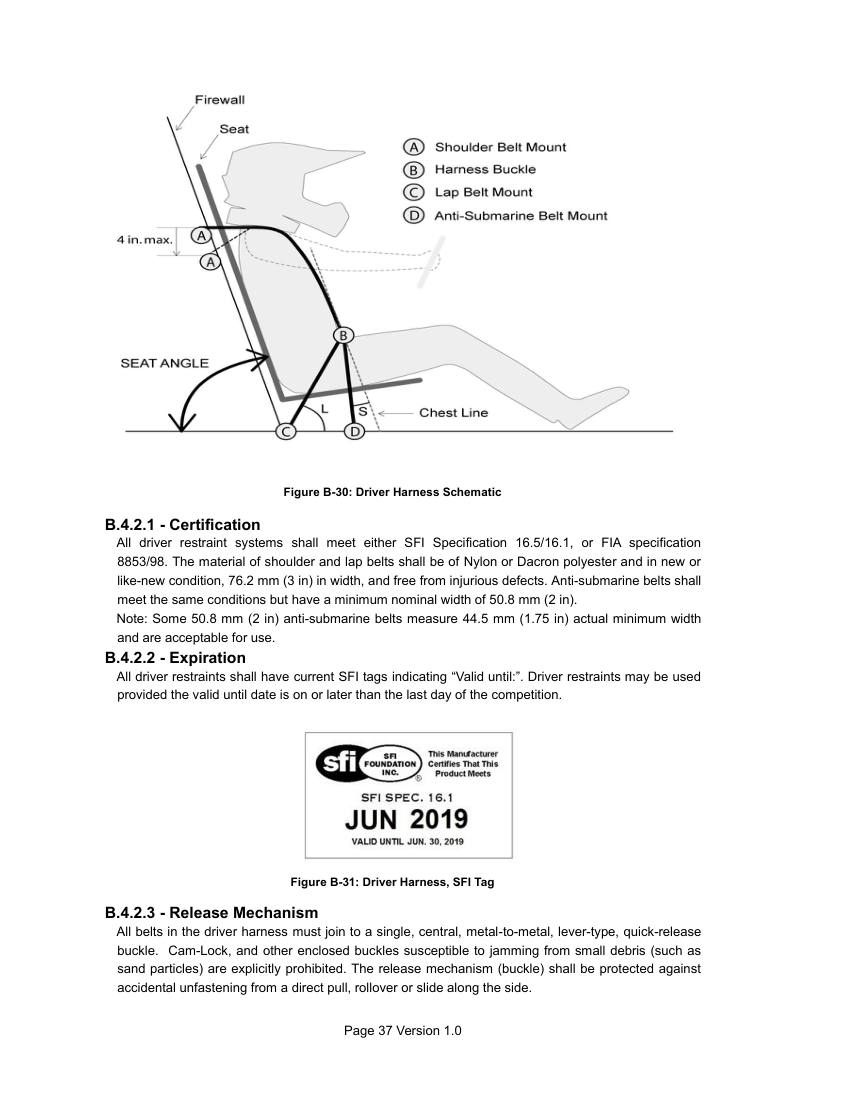 Firewall
Seat
A Shoulder Belt Mount
B Harness Buckle
C Lap Belt Mount
D Anti-Submarine Belt Mount
4 in. max.
A
A
B
SEAT ANGLE
L
S
Chest Line
C
D
Figure B-30: Driver Harness Schematic
B.4.2.1 - Certification
All driver restraint systems shall meet either SFI Specification 16.5/16.1, or FIA specification
8853/98. The material of shoulder and lap belts shall be of Nylon or Dacron polyester and in new or
like-new condition, 76.2 mm (3 in) in width, and free from injurious defects. Anti-submarine belts shall
meet the same conditions but have a minimum nominal width of 50.8 mm (2 in).
Note: Some 50.8 mm (2 in) anti-submarine belts measure 44.5 mm (1.75 in) actual minimum width
and are acceptable for use.
B.4.2.2 - Expiration
All driver restraints shall have current SFI tags indicating “Valid until:”. Driver restraints may be used
provided the valid until date is on or later than the last day of the competition.
sfi
SFI
FOUNDATION
INC.
®
This Manufacturer
Certifies That This
Product Meets
SFI SPEC. 16.1
JUN 2019
VALID UNTIL JUN. 30, 2019
Figure B-31: Driver Harness, SFI Tag
B.4.2.3 - Release Mechanism
All belts in the driver harness must join to a single, central, metal-to-metal, lever-type, quick-release
buckle. Cam-Lock, and other enclosed buckles susceptible to jamming from small debris (such as
sand particles) are explicitly prohibited. The release mechanism (buckle) shall be protected against
accidental unfastening from a direct pull, rollover or slide along the side.
Page 37 Version 1.0